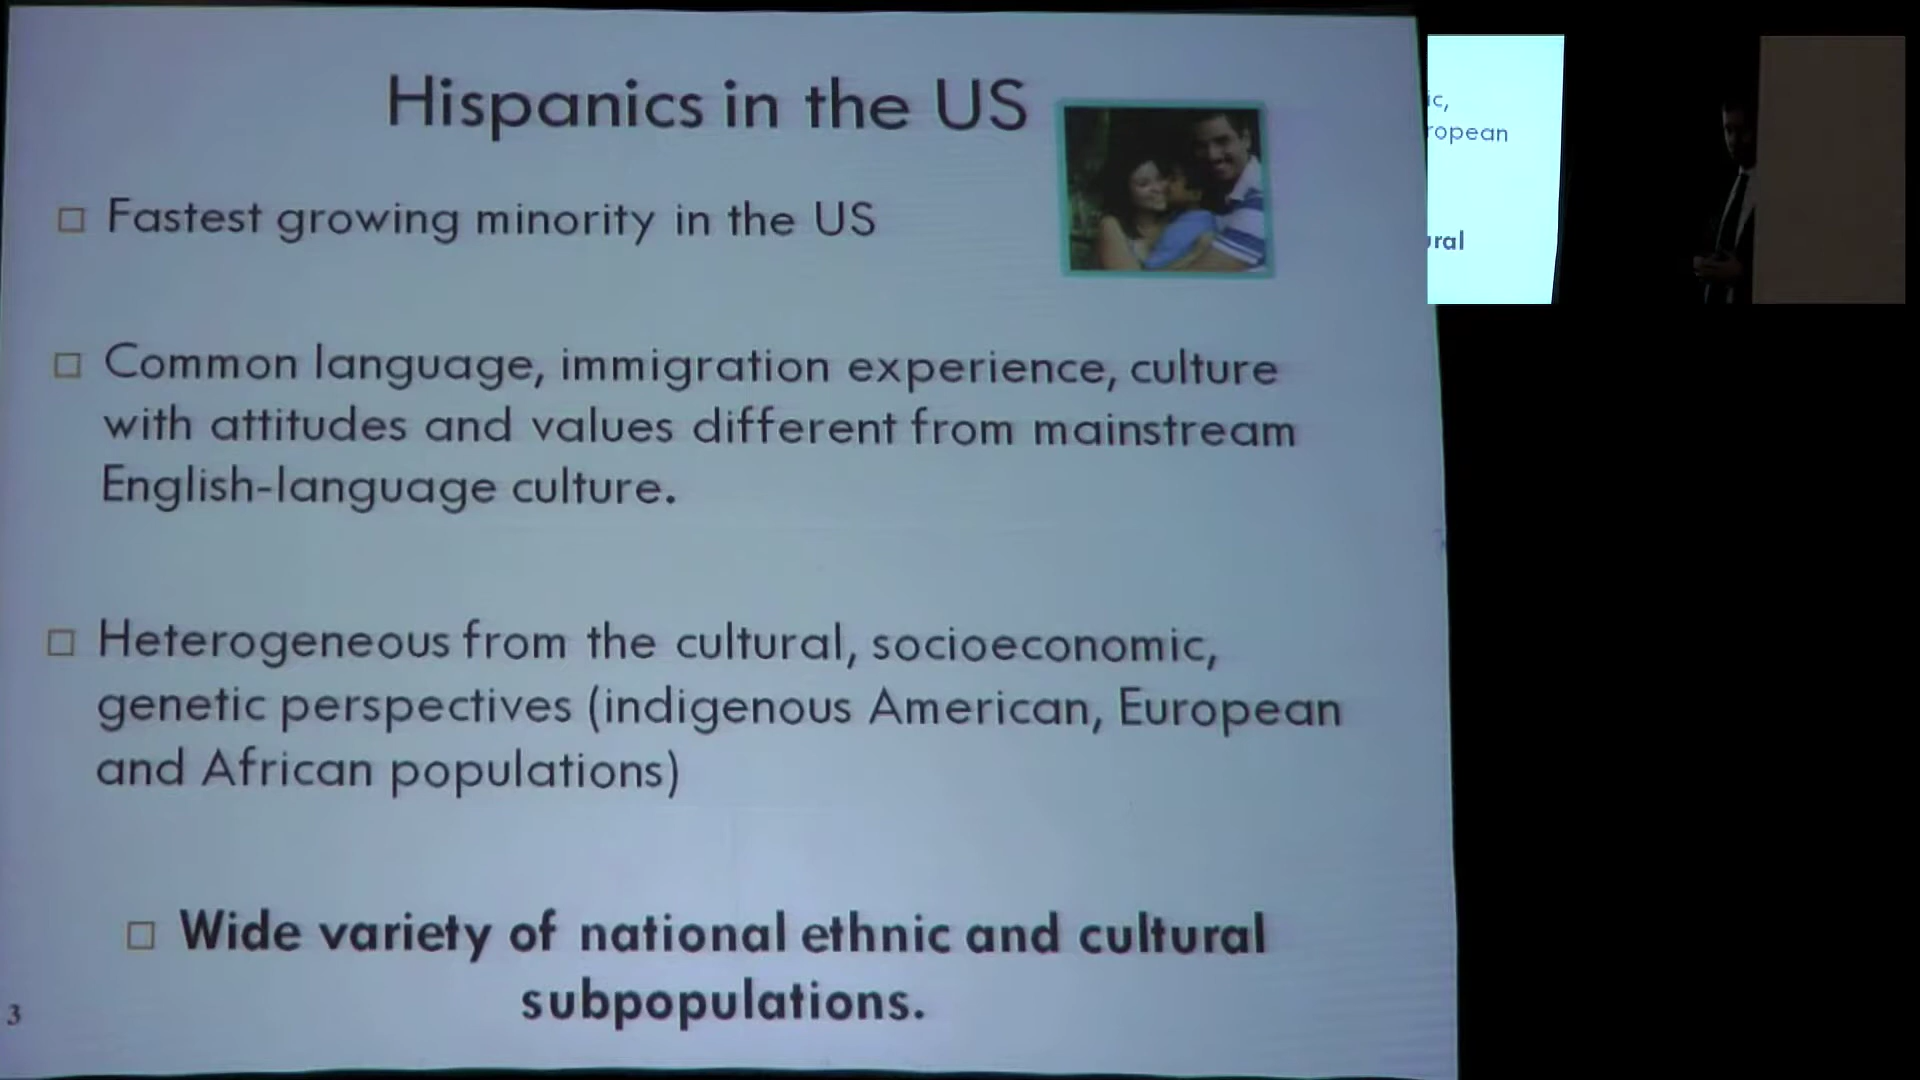 Hispanics in the US
□ Fastest growing minority in the US
□ Common language, immigration experience, culture
with attitudes and values different from mainstream
English-language culture.
□ Heterogeneous from the cultural, socioeconomic,
genetic perspectives (indigenous American, European
and African populations)
□ Wide variety of national ethnic and cultural
subpopulations.
3
ic,
ropean
ural